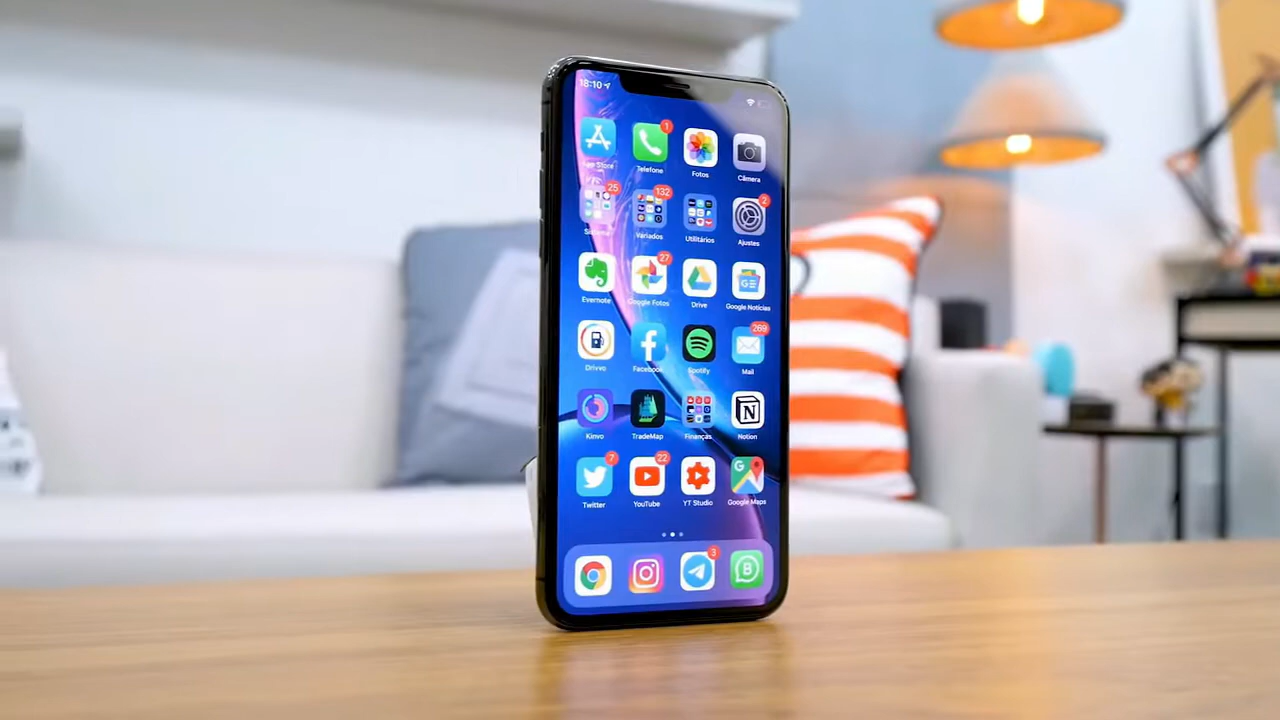 18:10
1
App Store
Telefone
Fotos
Câmera
25
132
2
Sistema
Variados
Utilitários
Ajustes
27
GE
Evernote
Google Fotos
Drive
Google Notícias
269
Drivvo
Facebook
Spotify
Mail
Kinvo
TradeMap
Finanças
Notion
7
22
G
Twitter
YouTube
YT Studio
Google Maps
3
B